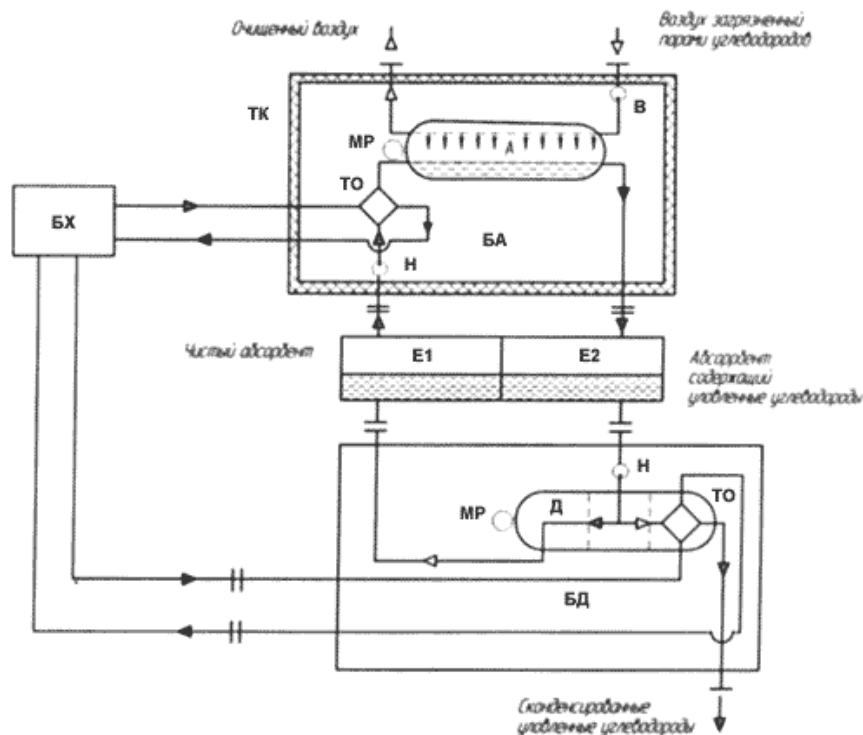 Очищенный воздух
Воздух загрязненный
парами углеводородов
ТК
В
МР
А
ТО
БХ
БА
Н
Чистый абсорбент
Е1
Е2
Абсорбент
содержащий
уловленные углеводороды
Н
МР
Д
ТО
БД
Сконденсированные
уловленные углеводороды